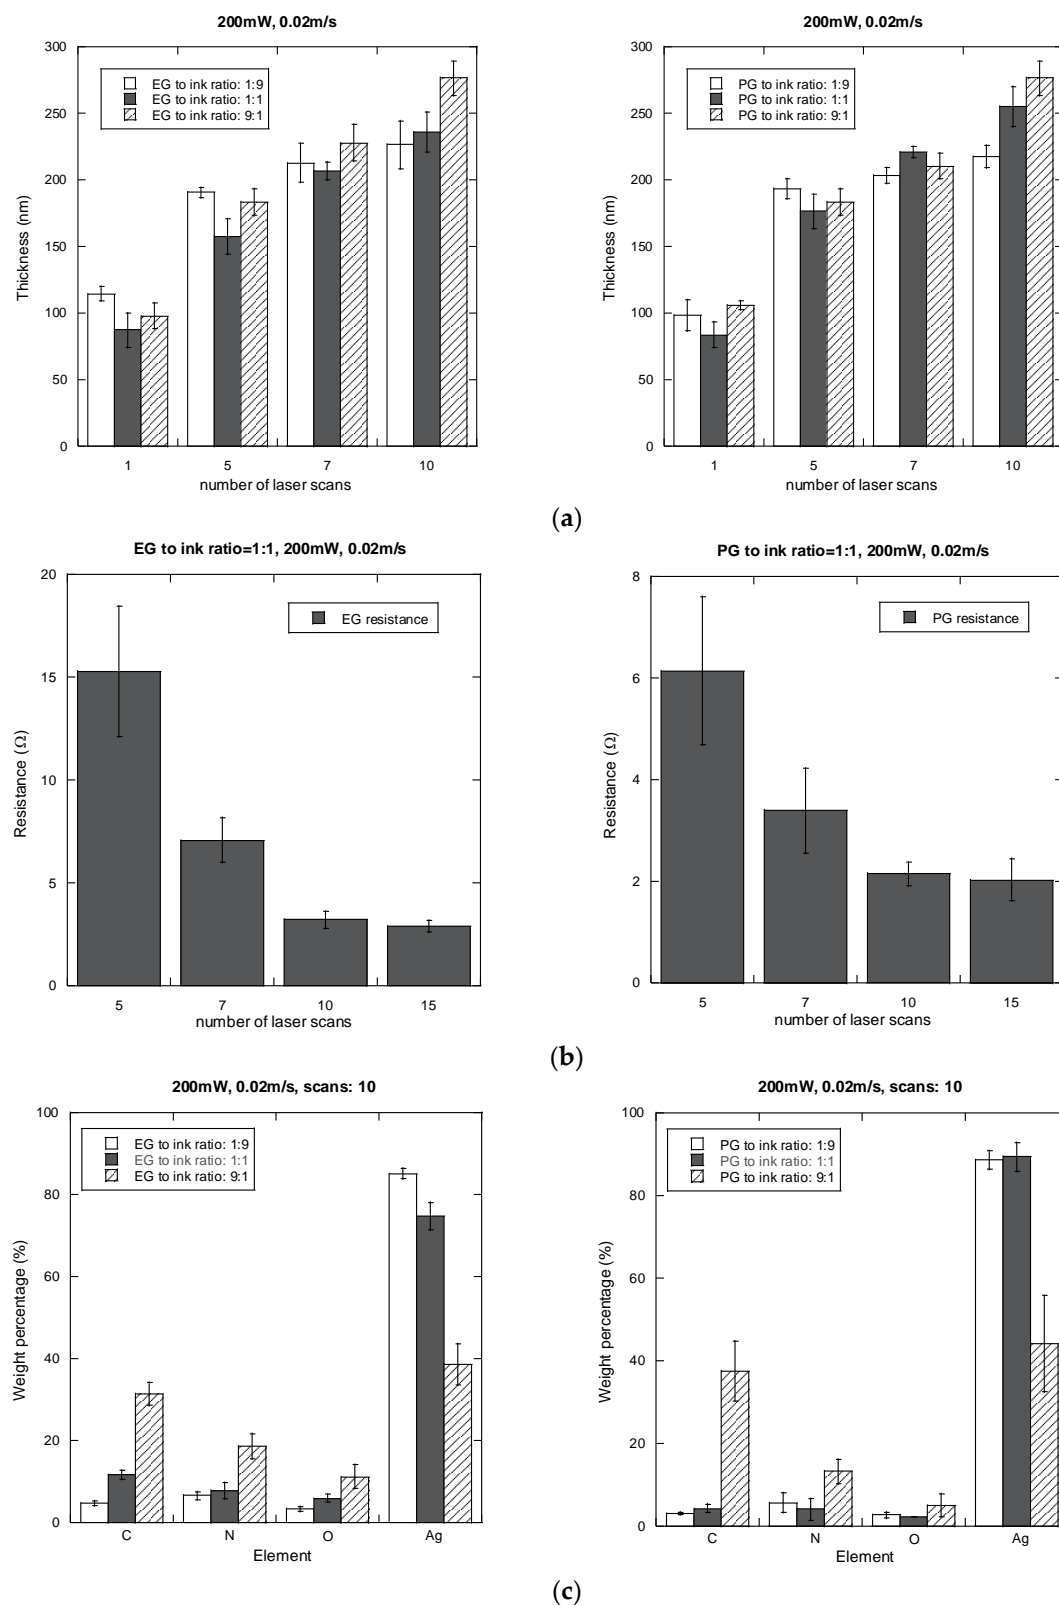 200mW, 0.02m/s
300
250
200
150
100
50
0
Thickness (nm)
EG to ink ratio: 1:9
EG to ink ratio: 1:1
EG to ink ratio: 9:1
1 5 7 10
number of laser scans
200mW, 0.02m/s
300
250
200
150
100
50
0
Thickness (nm)
PG to ink ratio: 1:9
PG to ink ratio: 1:1
PG to ink ratio: 9:1
1 5 7 10
number of laser scans
(a)
EG to ink ratio=1:1, 200mW, 0.02m/s
20
15
10
5
0
Resistance (Ω)
EG resistance
5 7 10 15
number of laser scans
PG to ink ratio=1:1, 200mW, 0.02m/s
8
6
4
2
0
Resistance (Ω)
PG resistance
5 7 10 15
number of laser scans
(b)
200mW, 0.02m/s, scans: 10
100
80
60
40
20
0
Weight percentage (%)
EG to ink ratio: 1:9
EG to ink ratio: 1:1
EG to ink ratio: 9:1
C N O Ag
Element
200mW, 0.02m/s, scans: 10
100
80
60
40
20
0
Weight percentage (%)
PG to ink ratio: 1:9
PG to ink ratio: 1:1
PG to ink ratio: 9:1
C N O Ag
Element
(c)